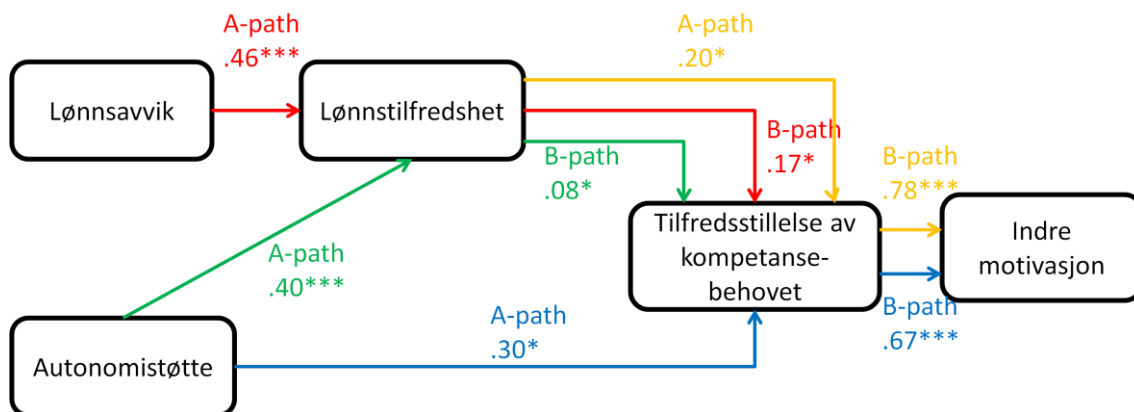 A-path
.46***
A-path
.20*
Lønnsavvik
Lønnstilfredshet
B-path
.08*
B-path
.17*
B-path
.78***
Tilfredsstillelse av
kompetanse-
behovet
Indre
motivasjon
A-path
.40***
A-path
.30*
B-path
.67***
Autonomistøtte